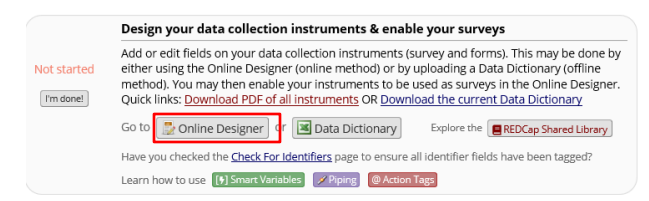 Design your data collection instruments & enable your surveys
Not started
I'm done!
Add or edit fields on your data collection instruments (survey and forms). This may be done by
either using the Online Designer (online method) or by uploading a Data Dictionary (offline
method). You may then enable your instruments to be used as surveys in the Online Designer.
Quick links: Download PDF of all instruments OR Download the current Data Dictionary
Go to Online Designer or Data Dictionary Explore the REDCap Shared Library
Have you checked the Check For Identifiers page to ensure all identifier fields have been tagged?
Learn how to use [⚡] Smart Variables Piping @ Action Tags